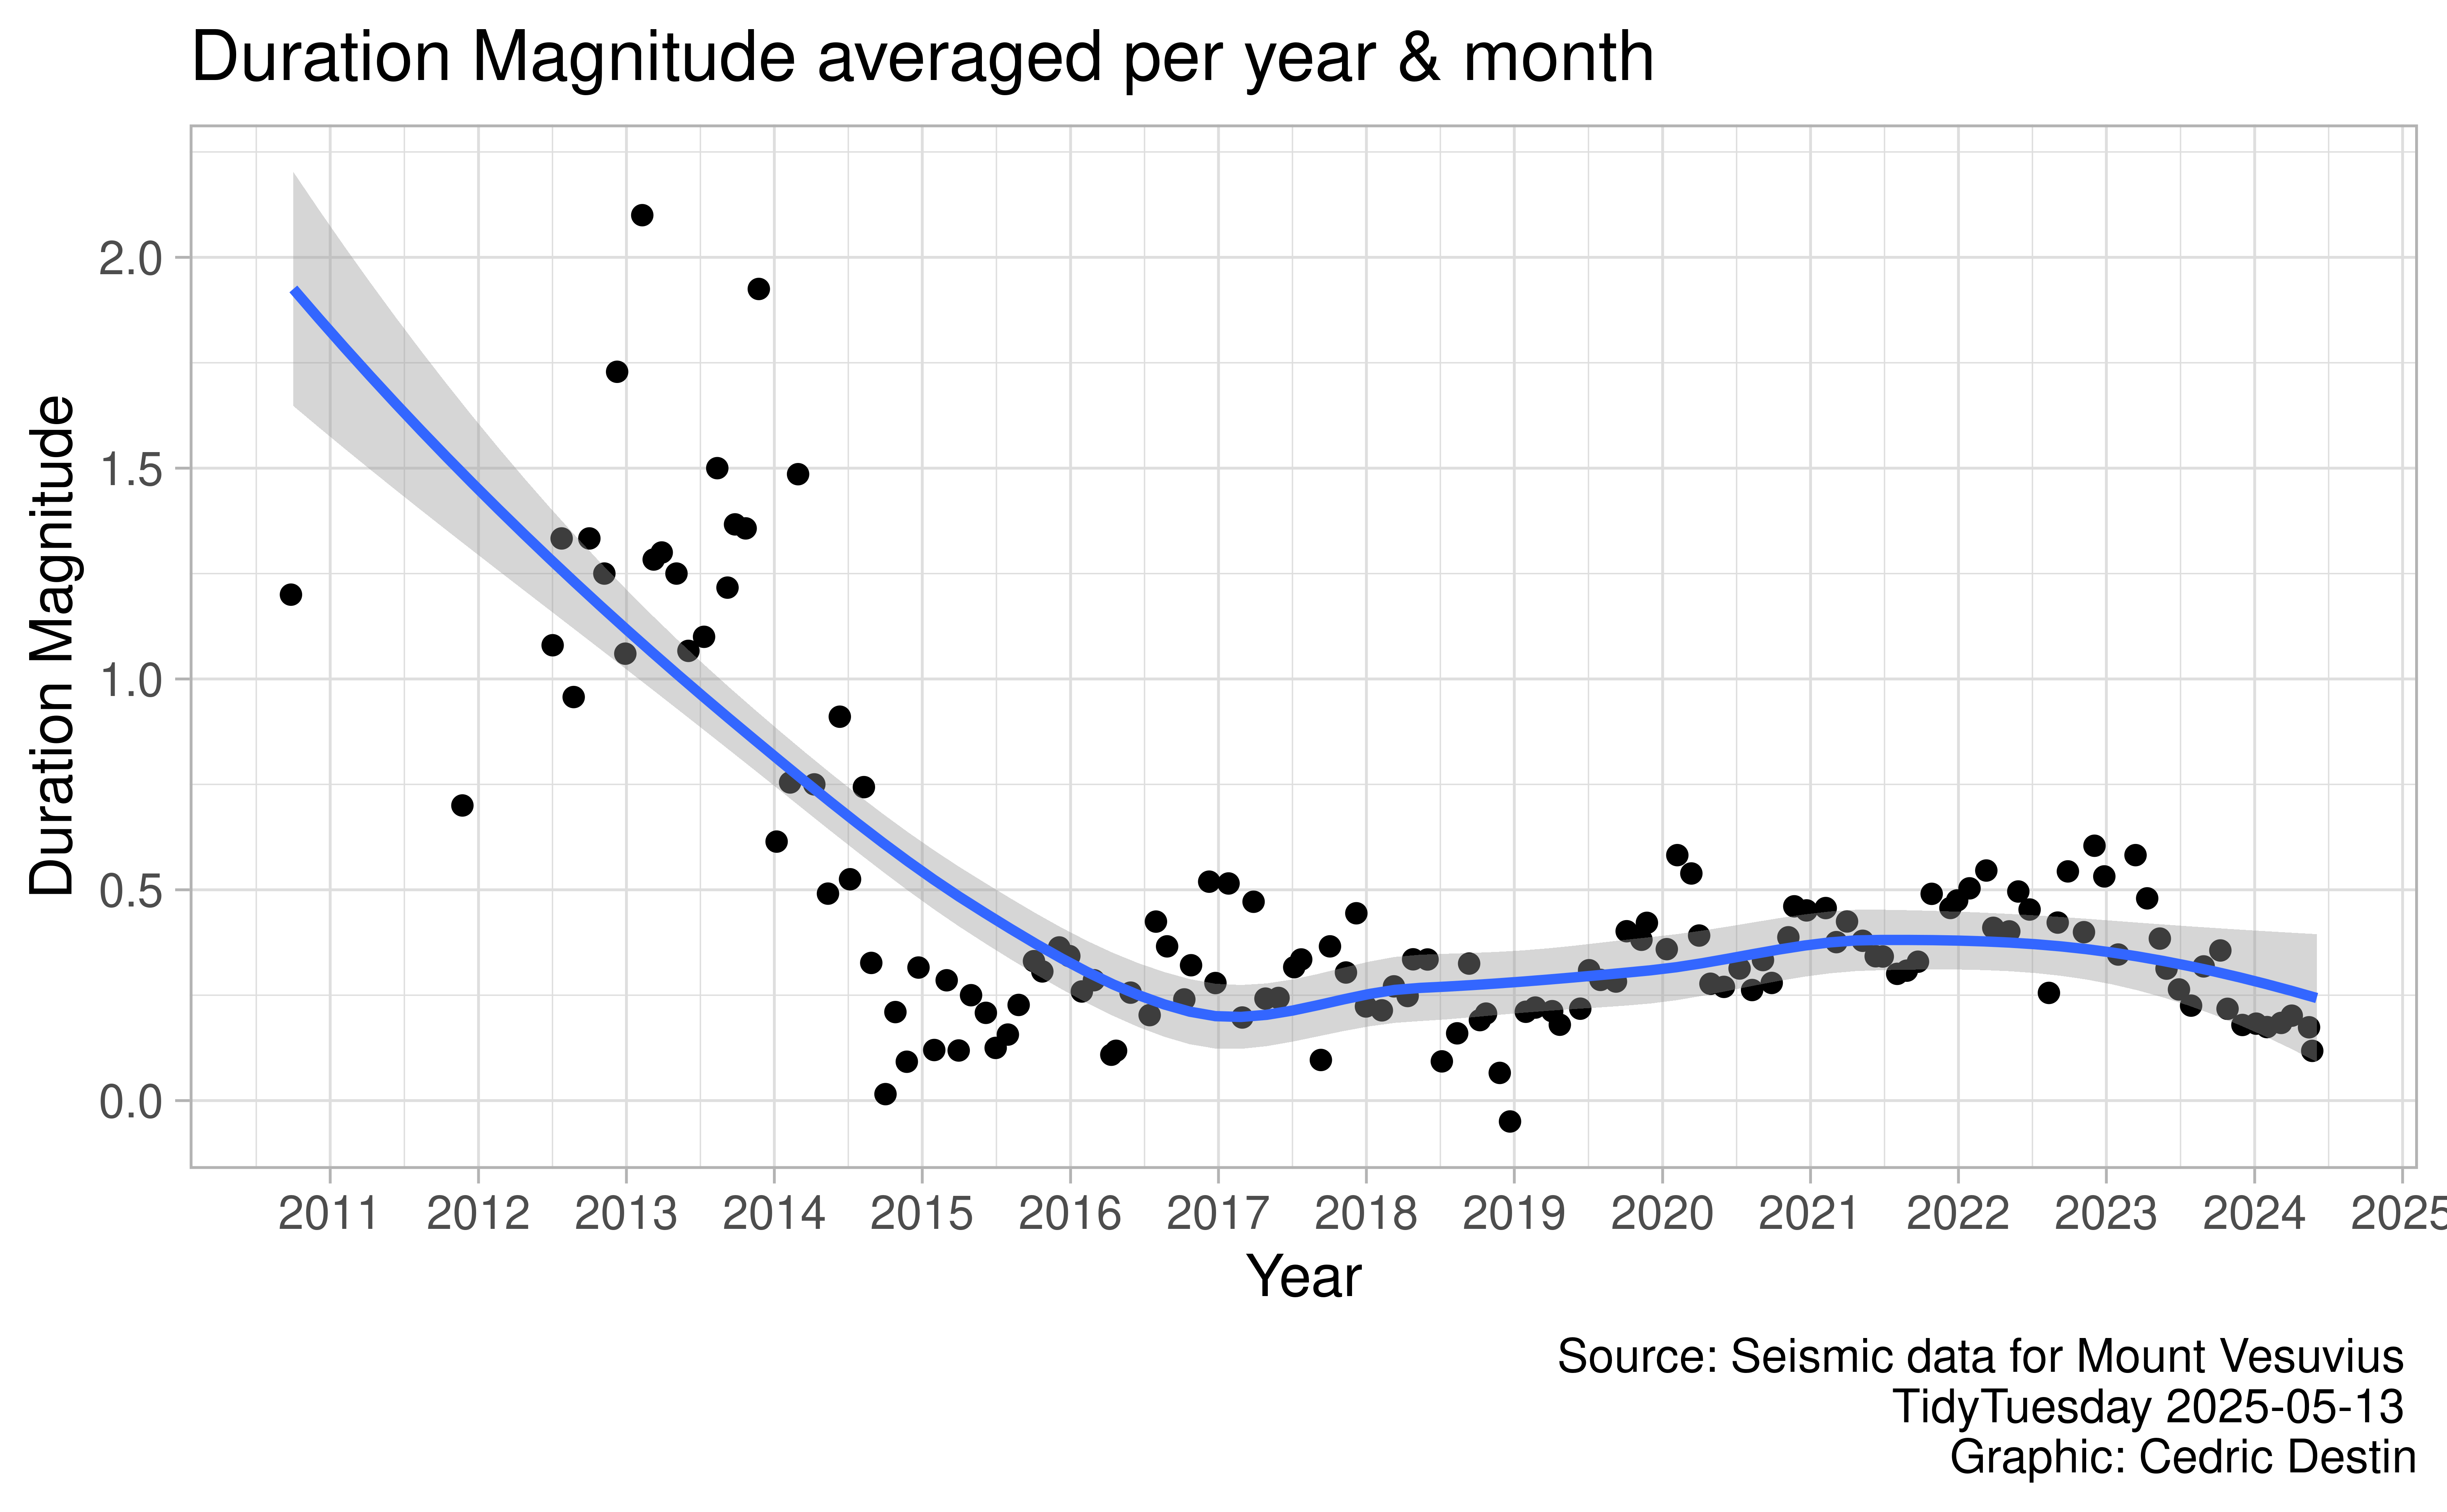 Duration Magnitude averaged per year & month
Duration Magnitude
2.0
1.5
1.0
0.5
0.0
2011 2012 2013 2014 2015 2016 2017 2018 2019 2020 2021 2022 2023 2024 2025
Year
Source: Seismic data for Mount Vesuvius
TidyTuesday 2025-05-13
Graphic: Cedric Destin